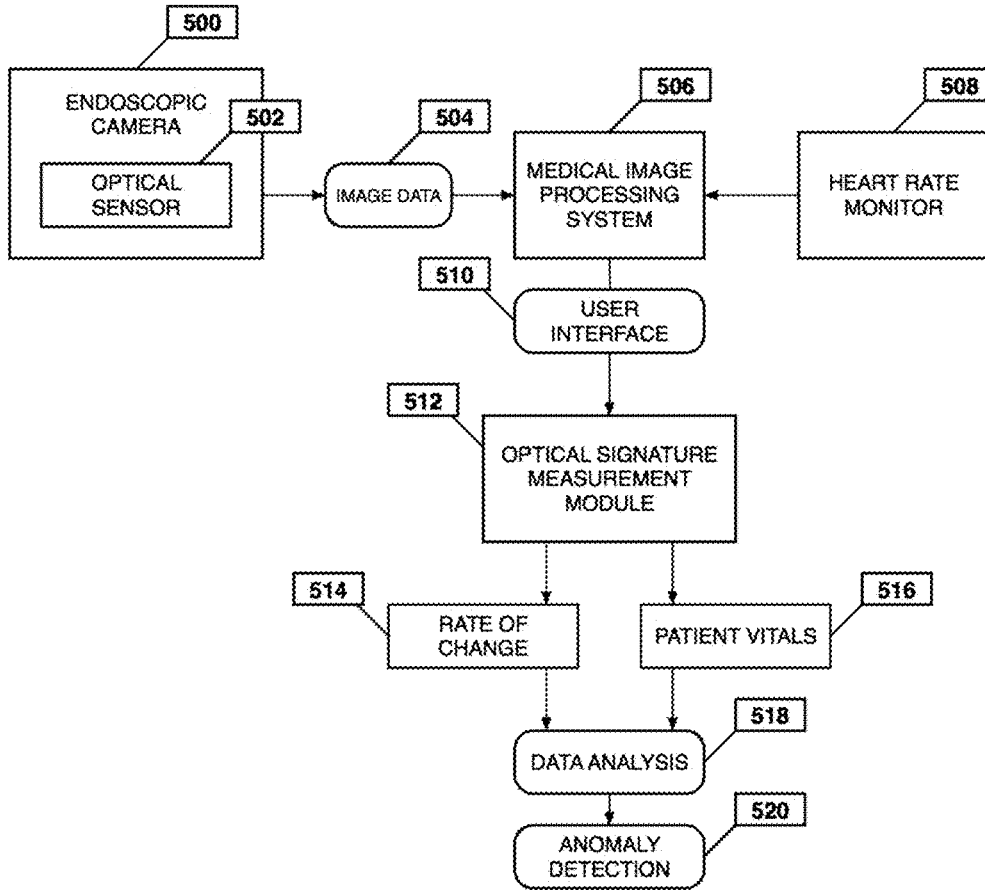 500
ENDOSCOPIC
CAMERA
502
OPTICAL
SENSOR
504
IMAGE DATA
506
MEDICAL IMAGE
PROCESSING
SYSTEM
508
HEART RATE
MONITOR
510
USER
INTERFACE
512
OPTICAL SIGNATURE
MEASUREMENT
MODULE
514
RATE OF
CHANGE
516
PATIENT VITALS
518
DATA ANALYSIS
520
ANOMALY
DETECTION